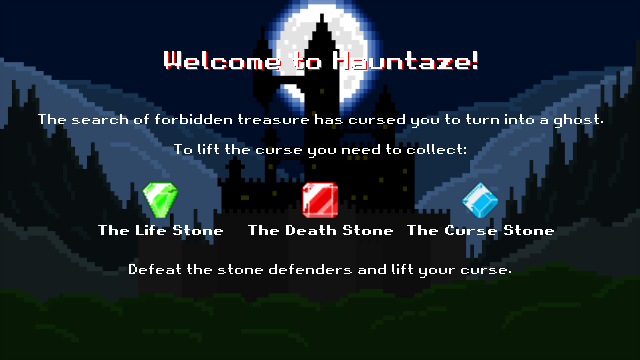 Welcome to Hauntaze!
The search of forbidden treasure has cursed you to turn into a ghost.
To lift the curse you need to collect:
The Life Stone The Death Stone The Curse Stone
Defeat the stone defenders and lift your curse.